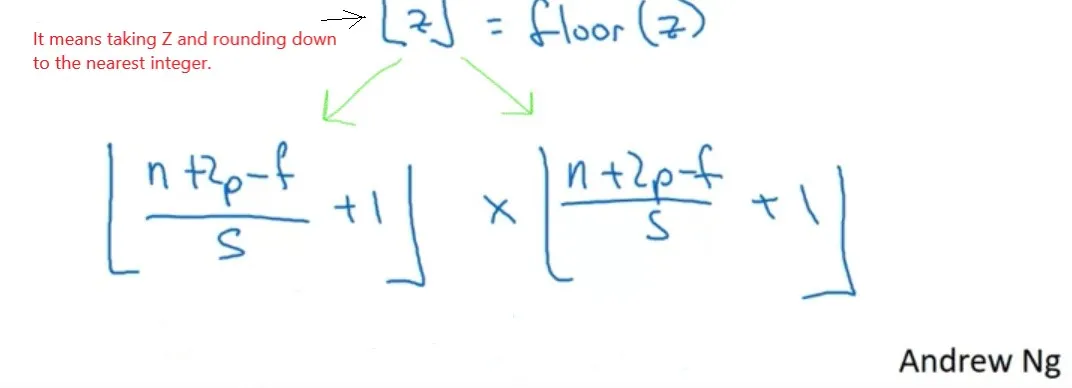 ⌊z⌋ = floor(z)
It means taking Z and rounding down
to the nearest integer.
⌊(n+2p-f)/s +1⌋ × ⌊(n+2p-f)/s +1⌋
Andrew Ng